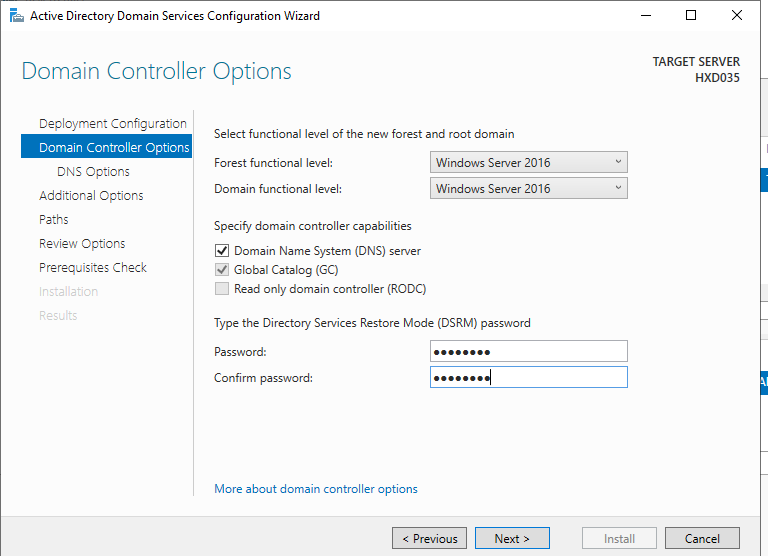 Active Directory Domain Services Configuration Wizard
Domain Controller Options
TARGET SERVER
HXD035
Deployment Configuration
Domain Controller Options
DNS Options
Additional Options
Paths
Review Options
Prerequisites Check
Installation
Results
Select functional level of the new forest and root domain
Forest functional level: Windows Server 2016
Domain functional level: Windows Server 2016
Specify domain controller capabilities
Domain Name System (DNS) server
Global Catalog (GC)
Read only domain controller (RODC)
Type the Directory Services Restore Mode (DSRM) password
Password: ●●●●●●●●
Confirm password: ●●●●●●●●
More about domain controller options
< Previous Next > Install Cancel